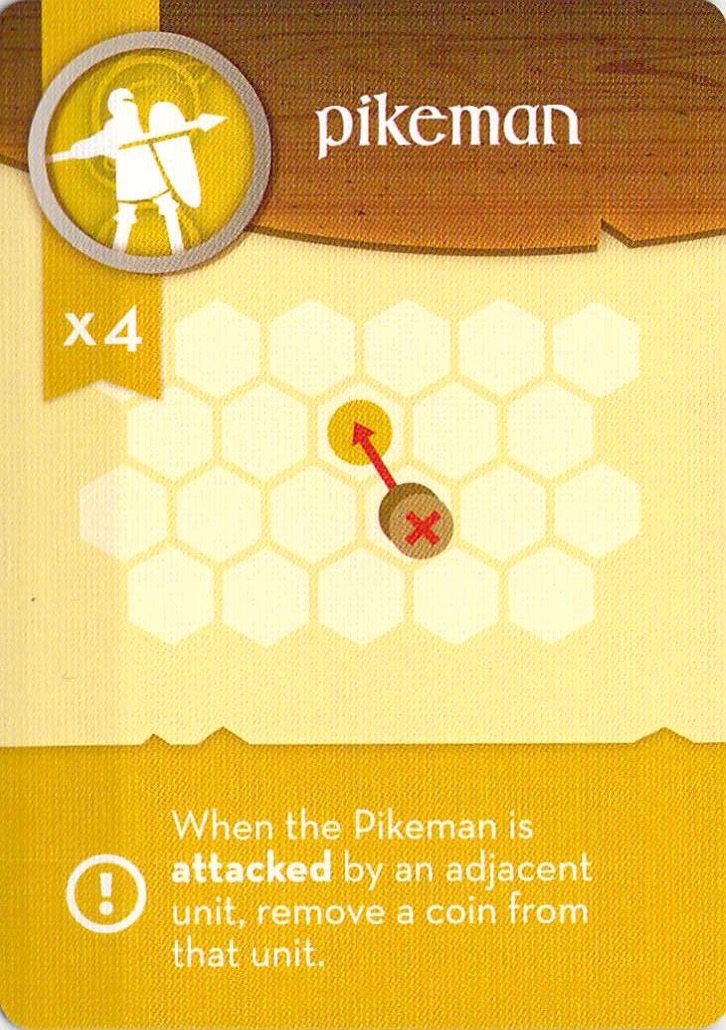 pikeman
x4
When the Pikeman is
attacked by an adjacent
unit, remove a coin from
that unit.